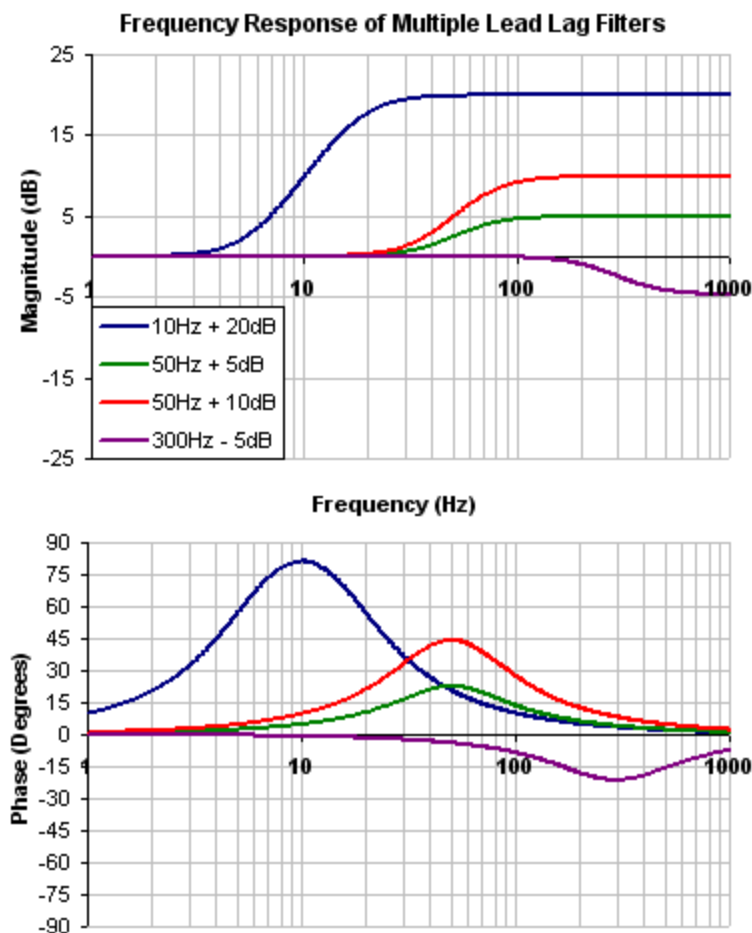 Frequency Response of Multiple Lead Lag Filters
25
15
5
-5
-15
-25
Magnitude (dB)
1 10 100 1000
10Hz + 20dB
50Hz + 5dB
50Hz + 10dB
300Hz - 5dB
Frequency (Hz)
90
75
60
45
30
15
0
-15
-30
-45
-60
-75
-90
Phase (Degrees)
1 10 100 1000